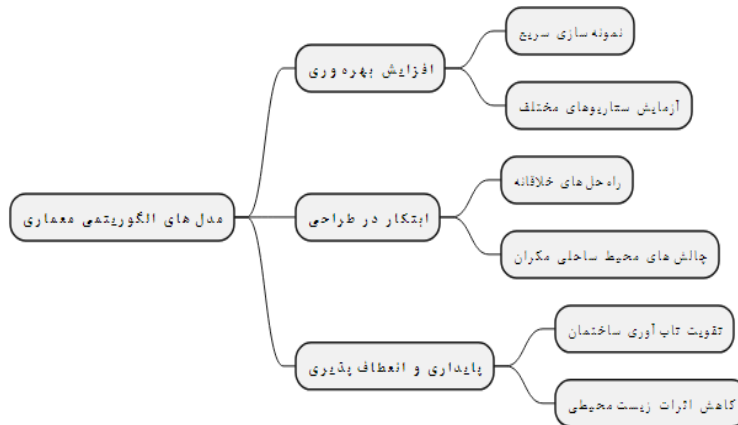 مدل های الگوریتمی معماری
افزایش بهره وری
نمونه سازی سریع
آزمایش سناریوهای مختلف
ابتکار در طراحی
راه حل های خلاقانه
چالش های محیط ساحلی مکران
پایداری و انعطاف پذیری
تقویت تاب آوری ساختمان
کاهش اثرات زیست محیطی